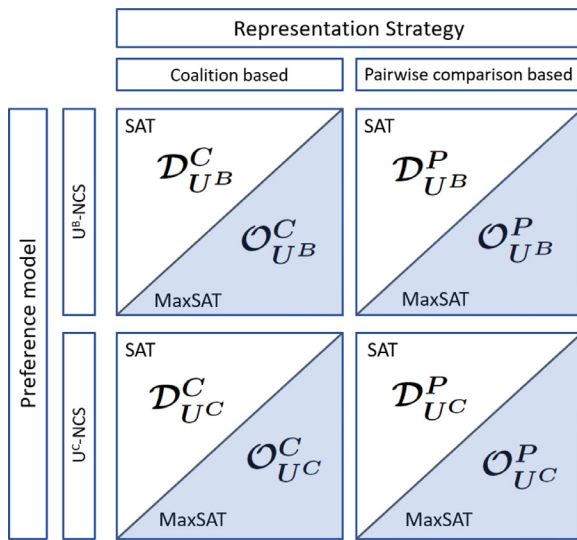 Representation Strategy
Coalition based
Pairwise comparison based
Preference model
Uᴮ-NCS
SAT
𝒟^C_{U^B}
𝒪^C_{U^B}
MaxSAT
SAT
𝒟^P_{U^B}
𝒪^P_{U^B}
MaxSAT
U^C-NCS
SAT
𝒟^C_{U^C}
𝒪^C_{U^C}
MaxSAT
SAT
𝒟^P_{U^C}
𝒪^P_{U^C}
MaxSAT